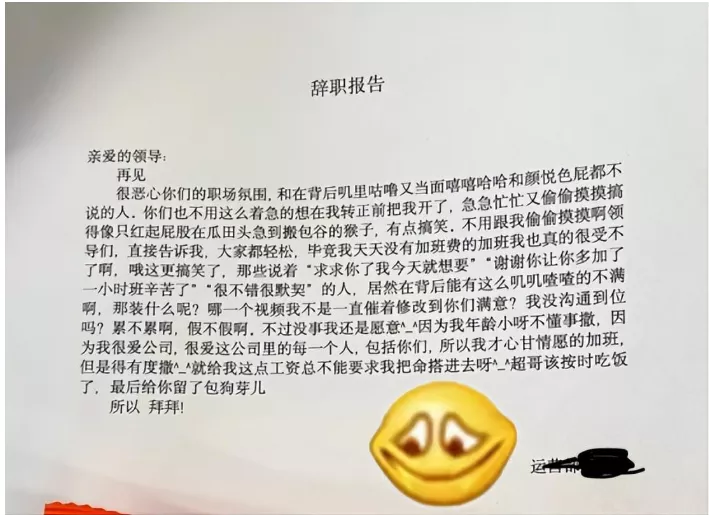 辞职报告
亲爱的领导:
再见
很恶心你们的职场氛围, 和在背后叽里咕噜又当面嘻嘻哈哈和颜悦色屁都不
说的人. 你们也不用这么着急的想在我转正前把我开了, 急急忙忙又偷偷摸摸搞
得像只红起屁股在瓜田头急到搬包谷的猴子, 有点搞笑. 不用跟我偷偷摸摸啊领
导们, 直接告诉我, 大家都轻松, 毕竟我天天没有加班费的加班我也真的很受不
了啊, 哦这更搞笑了, 那些说着 “求求你了我今天就想要” “谢谢你让你多加了
一小时班辛苦了” “很不错很默契” 的人, 居然在背后能有这么叽叽喳喳的不满
啊, 那装什么呢? 哪一个视频我不是一直催着修改到你们满意? 我没沟通到位
吗? 累不累啊, 假不假啊, 不过没事我还是愿意^_^因为我年龄小呀不懂事撒, 因
为我很爱公司, 很爱这公司里的每一个人, 包括你们, 所以我才心甘情愿的加班,
但是得有度撒^_^就给我这点工资总不能要求我把命搭进去呀^_^超哥该按时吃饭
了, 最后给你留了包狗芽儿
所以 拜拜!
运营部